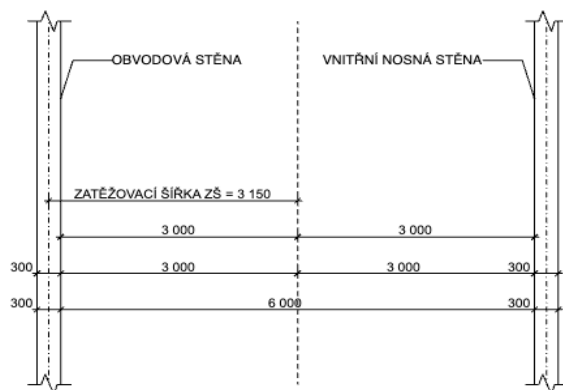 OBVODOVÁ STĚNA VNITŘNÍ NOSNÁ STĚNA
ZATĚŽOVACÍ ŠÍŘKA ZŠ = 3 150
3 000 3 000
300 3 000 3 000 300
300 6 000 300